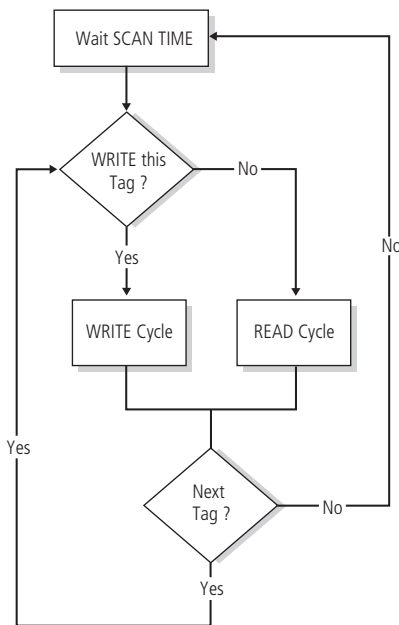 Wait SCAN TIME
WRITE this
Tag ?
No
Yes
No
WRITE Cycle
READ Cycle
Yes
Next
Tag ?
No
Yes